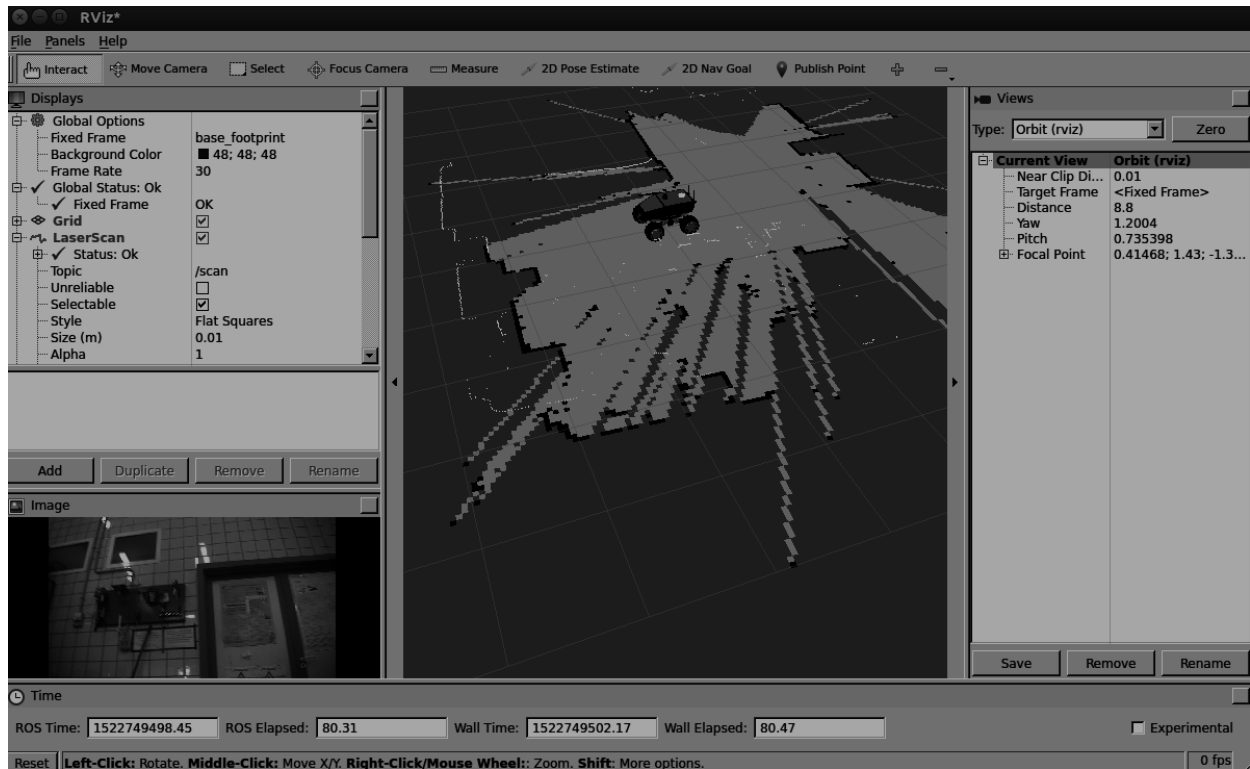 RViz*
File Panels Help
Interact Move Camera Select Focus Camera Measure 2D Pose Estimate 2D Nav Goal Publish Point
Displays
Global Options
Fixed Frame base_footprint
Background Color 48; 48; 48
Frame Rate 30
Global Status: Ok
Fixed Frame OK
Grid
LaserScan
Status: Ok
Topic /scan
Unreliable
Selectable
Style Flat Squares
Size (m) 0.01
Alpha 1
Add Duplicate Remove Rename
Image
Views
Type: Orbit (rviz) Zero
Current View Orbit (rviz)
Near Clip Di... 0.01
Target Frame <Fixed Frame>
Distance 8.8
Yaw 1.2004
Pitch 0.735398
Focal Point 0.41468; 1.43; -1.3...
Save Remove Rename
Time
ROS Time: 1522749498.45 ROS Elapsed: 80.31 Wall Time: 1522749502.17 Wall Elapsed: 80.47 Experimental
Reset Left-Click: Rotate. Middle-Click: Move X/Y. Right-Click/Mouse Wheel:: Zoom. Shift: More options. 0 fps